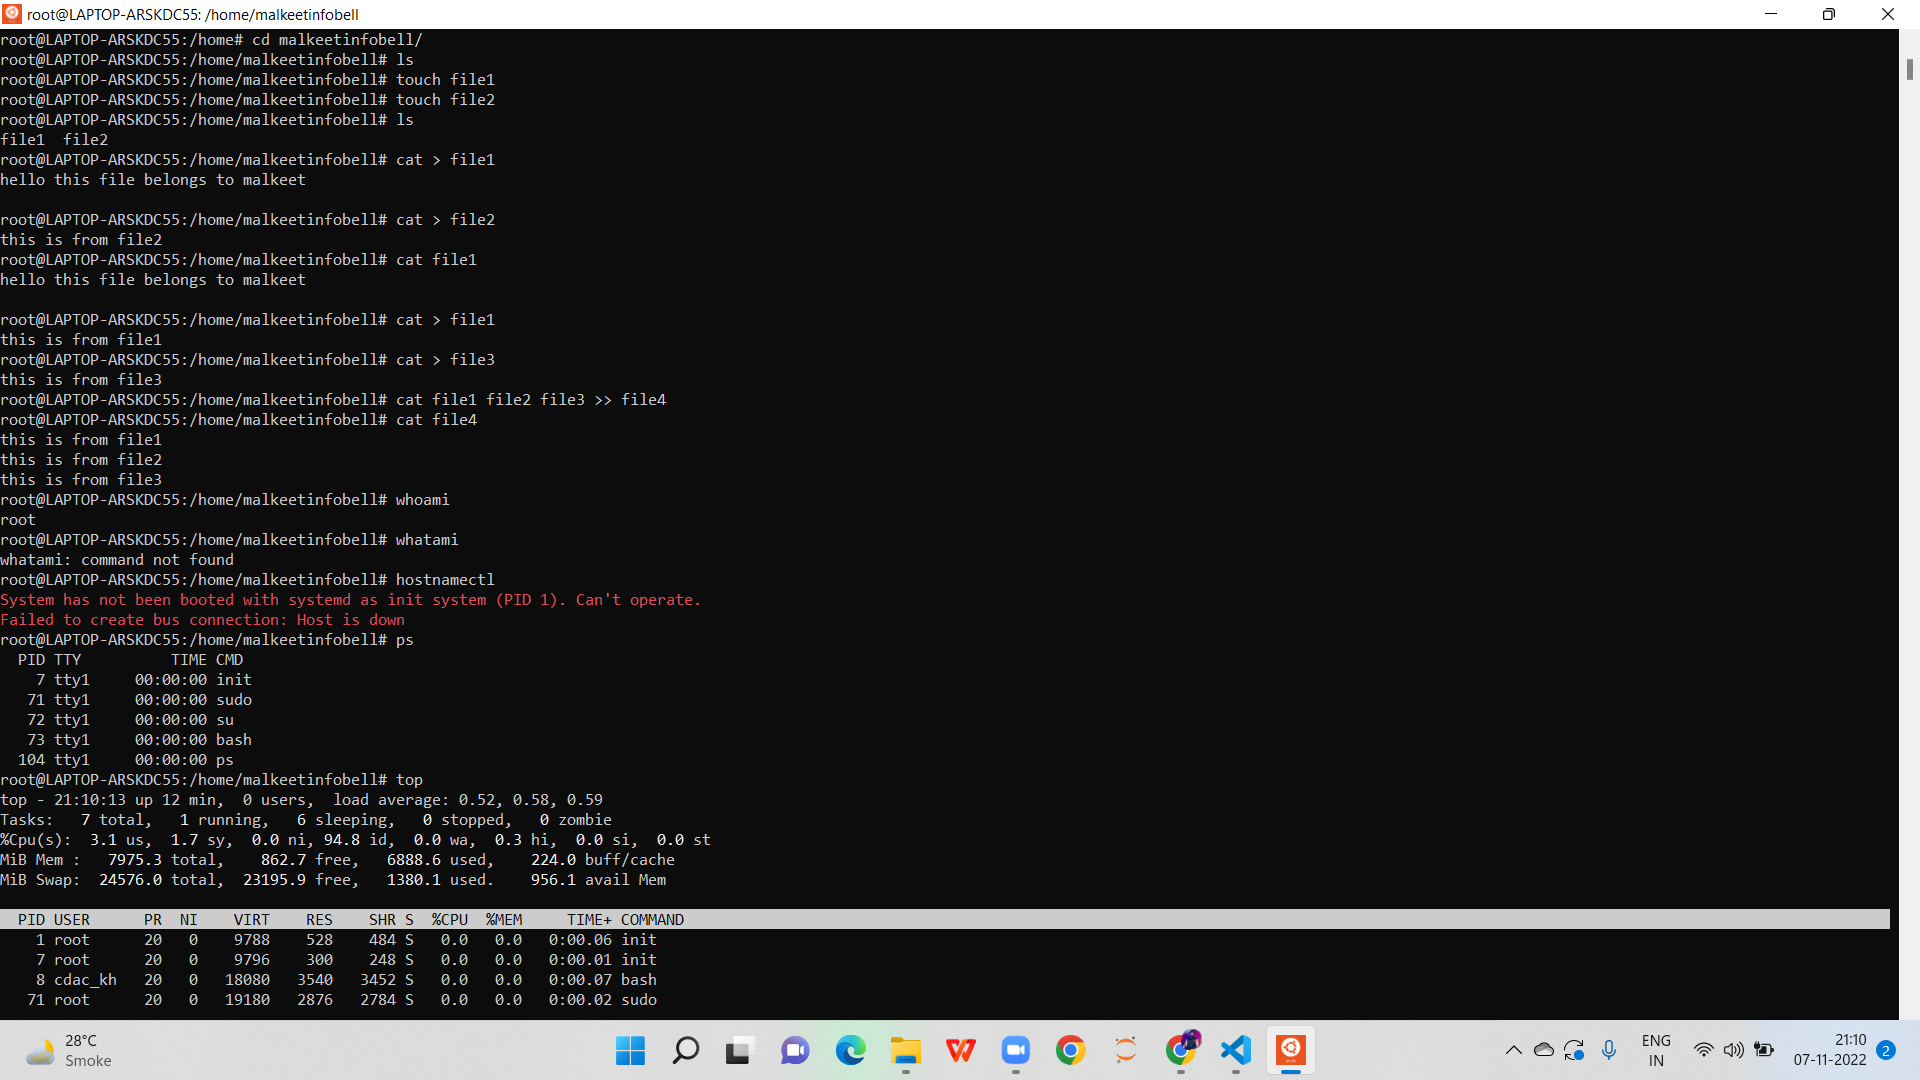 root@LAPTOP-ARSKDC55: /home/malkeetinfobell
root@LAPTOP-ARSKDC55:/home# cd malkeetinfobell/
root@LAPTOP-ARSKDC55:/home/malkeetinfobell# ls
root@LAPTOP-ARSKDC55:/home/malkeetinfobell# touch file1
root@LAPTOP-ARSKDC55:/home/malkeetinfobell# touch file2
root@LAPTOP-ARSKDC55:/home/malkeetinfobell# ls
file1  file2
root@LAPTOP-ARSKDC55:/home/malkeetinfobell# cat > file1
hello this file belongs to malkeet

root@LAPTOP-ARSKDC55:/home/malkeetinfobell# cat > file2
this is from file2
root@LAPTOP-ARSKDC55:/home/malkeetinfobell# cat file1
hello this file belongs to malkeet

root@LAPTOP-ARSKDC55:/home/malkeetinfobell# cat > file1
this is from file1
root@LAPTOP-ARSKDC55:/home/malkeetinfobell# cat > file3
this is from file3
root@LAPTOP-ARSKDC55:/home/malkeetinfobell# cat file1 file2 file3 >> file4
root@LAPTOP-ARSKDC55:/home/malkeetinfobell# cat file4
this is from file1
this is from file2
this is from file3
root@LAPTOP-ARSKDC55:/home/malkeetinfobell# whoami
root
root@LAPTOP-ARSKDC55:/home/malkeetinfobell# whatami
whatami: command not found
root@LAPTOP-ARSKDC55:/home/malkeetinfobell# hostnamectl
System has not been booted with systemd as init system (PID 1). Can't operate.
Failed to create bus connection: Host is down
root@LAPTOP-ARSKDC55:/home/malkeetinfobell# ps
  PID TTY          TIME CMD
    7 tty1     00:00:00 init
   71 tty1     00:00:00 sudo
   72 tty1     00:00:00 su
   73 tty1     00:00:00 bash
  104 tty1     00:00:00 ps
root@LAPTOP-ARSKDC55:/home/malkeetinfobell# top
top - 21:10:13 up 12 min,  0 users,  load average: 0.52, 0.58, 0.59
Tasks:   7 total,   1 running,   6 sleeping,   0 stopped,   0 zombie
%Cpu(s):  3.1 us,  1.7 sy,  0.0 ni, 94.8 id,  0.0 wa,  0.3 hi,  0.0 si,  0.0 st
MiB Mem :   7975.3 total,    862.7 free,   6888.6 used,    224.0 buff/cache
MiB Swap:  24576.0 total,  23195.9 free,   1380.1 used.    956.1 avail Mem

  PID USER      PR  NI    VIRT    RES    SHR S  %CPU  %MEM     TIME+ COMMAND
    1 root      20   0    9788    528    484 S   0.0   0.0   0:00.06 init
    7 root      20   0    9796    300    248 S   0.0   0.0   0:00.01 init
    8 cdac_kh   20   0   18080   3540   3452 S   0.0   0.0   0:00.07 bash
   71 root      20   0   19180   2876   2784 S   0.0   0.0   0:00.02 sudo
28°C
Smoke
ENG
IN
21:10
07-11-2022
2